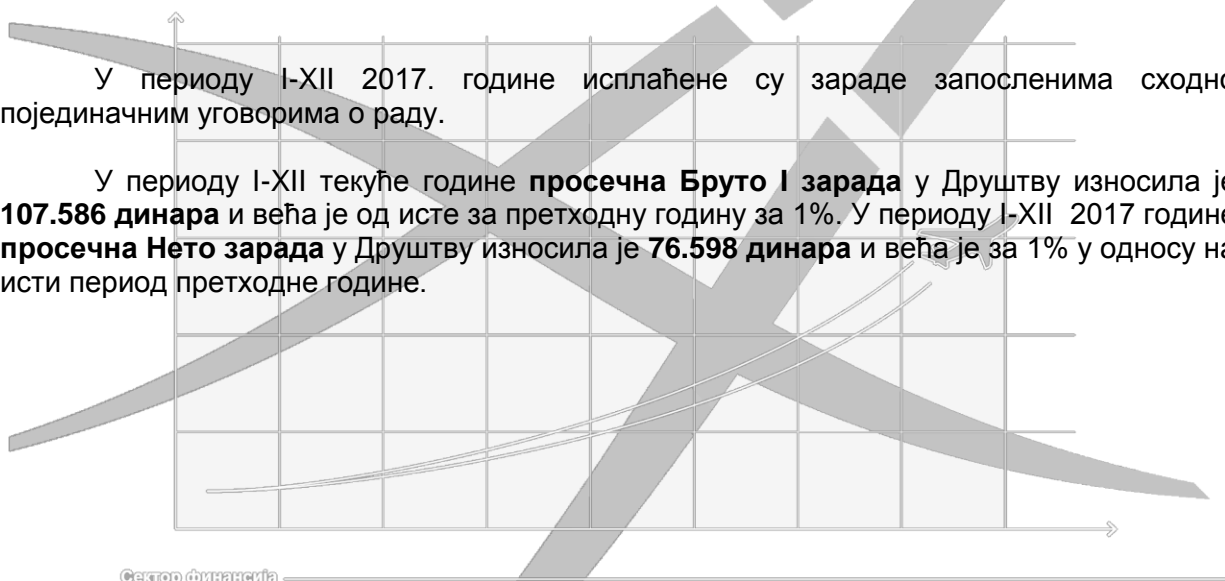 У периоду I-XII 2017. године исплаћене су зараде запосленима сходно
појединачним уговорима о раду.
У периоду I-XII текуће године просечна Бруто I зарада у Друштву износила је
107.586 динара и већа је од исте за претходну годину за 1%. У периоду I-XII 2017 године
просечна Нето зарада у Друштву износила је 76.598 динара и већа је за 1% у односу на
исти период претходне године.
Сектор финансија